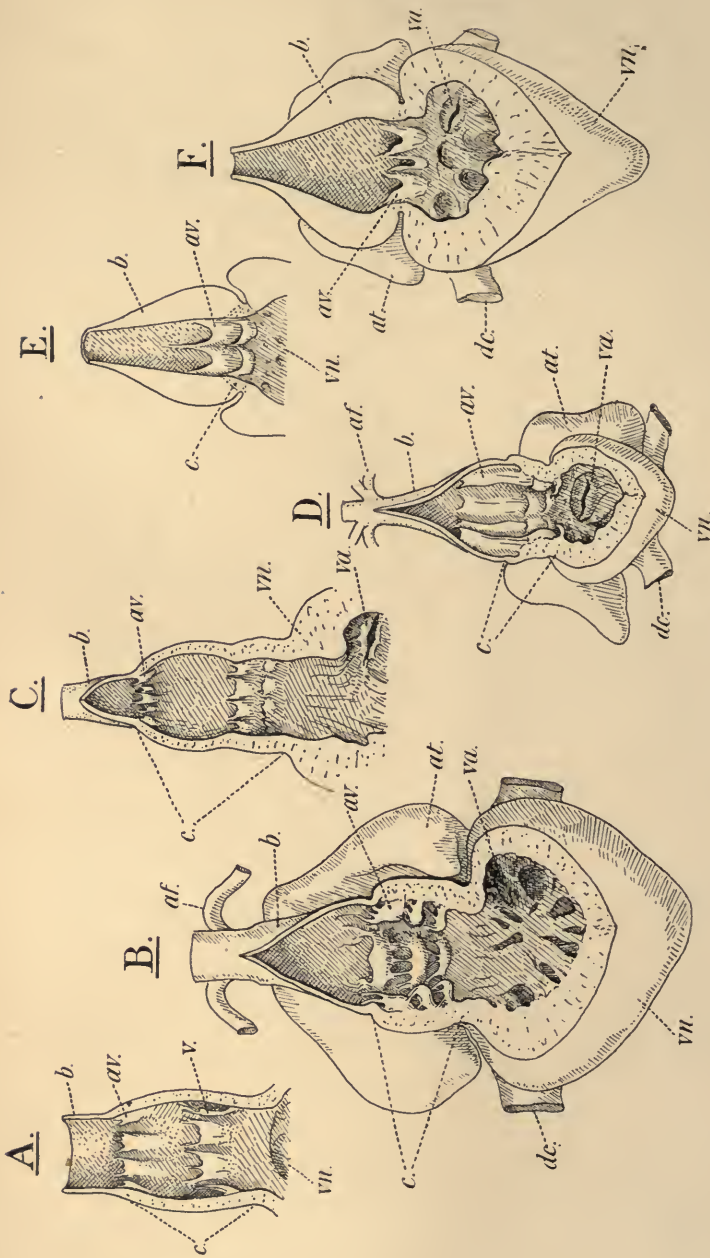 A.
b.
av.
v.
c.
vn.
B.
af.
b.
av.
at.
va.
c.
dc.
vn.
C.
b.
av.
vn.
va.
c.
D.
af.
b.
av.
at.
va.
c.
dc.
vn.
E.
b.
av.
c.
vn.
F.
b.
va.
av.
at.
dc.
vn.